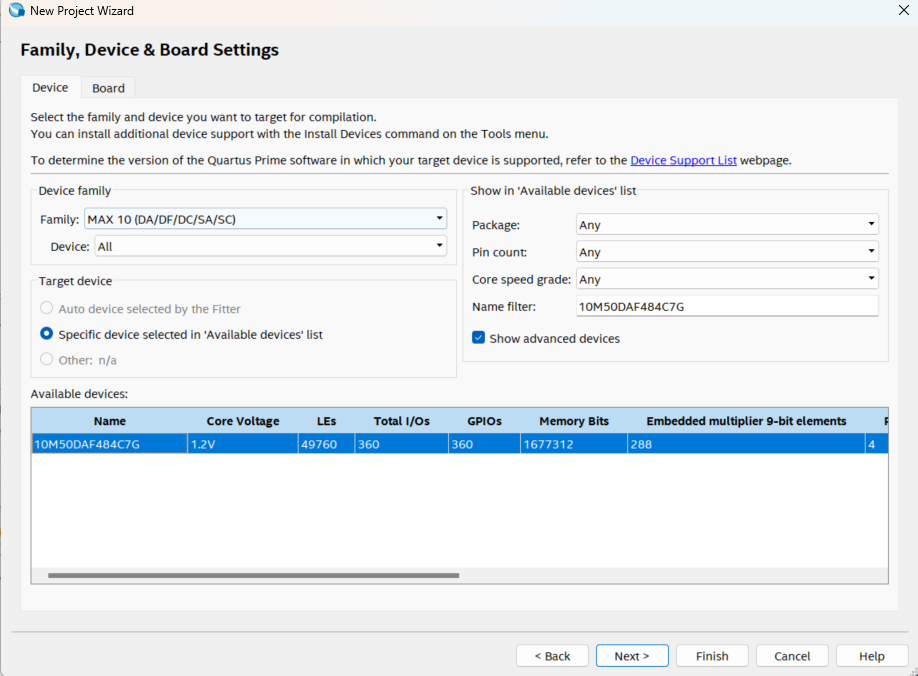 New Project Wizard
Family, Device & Board Settings
Device Board
Select the family and device you want to target for compilation.
You can install additional device support with the Install Devices command on the Tools menu.
To determine the version of the Quartus Prime software in which your target device is supported, refer to the Device Support List webpage.
Device family
Family: MAX 10 (DA/DF/DC/SA/SC)
Device: All
Target device
Auto device selected by the Fitter
Specific device selected in 'Available devices' list
Other: n/a
Show in 'Available devices' list
Package: Any
Pin count: Any
Core speed grade: Any
Name filter: 10M50DAF484C7G
Show advanced devices
Available devices:
Name Core Voltage LEs Total I/Os GPIOs Memory Bits Embedded multiplier 9-bit elements
10M50DAF484C7G 1.2V 49760 360 360 1677312 288 4
< Back Next > Finish Cancel Help